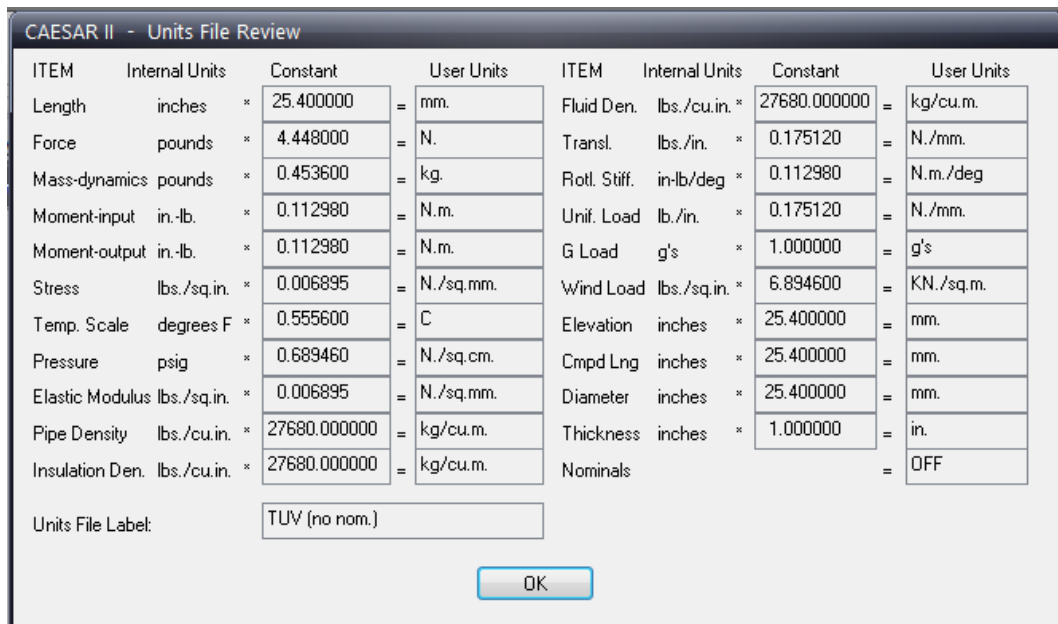 CAESAR II - Units File Review
ITEM Internal Units Constant User Units
Length inches * 25.400000 = mm.
Force pounds * 4.448000 = N.
Mass-dynamics pounds * 0.453600 = kg.
Moment-input in.-lb. * 0.112980 = N.m.
Moment-output in.-lb. * 0.112980 = N.m.
Stress lbs./sq.in. * 0.006895 = N./sq.mm.
Temp. Scale degrees F * 0.555600 = C
Pressure psig * 0.689460 = N./sq.cm.
Elastic Modulus lbs./sq.in. * 0.006895 = N./sq.mm.
Pipe Density lbs./cu.in. * 27680.000000 = kg/cu.m.
Insulation Den. lbs./cu.in. * 27680.000000 = kg/cu.m.
Units File Label: TUV (no nom.)
ITEM Internal Units Constant User Units
Fluid Den. lbs./cu.in. * 27680.000000 = kg/cu.m.
Transl. lbs./in. * 0.175120 = N./mm.
Rotl. Stiff. in-lb/deg * 0.112980 = N.m./deg
Unif. Load lb./in. * 0.175120 = N./mm.
G Load g's * 1.000000 = g's
Wind Load lbs./sq.in. * 6.894600 = KN./sq.m.
Elevation inches * 25.400000 = mm.
Cmpd Lng inches * 25.400000 = mm.
Diameter inches * 25.400000 = mm.
Thickness inches * 1.000000 = in.
Nominals = OFF
OK